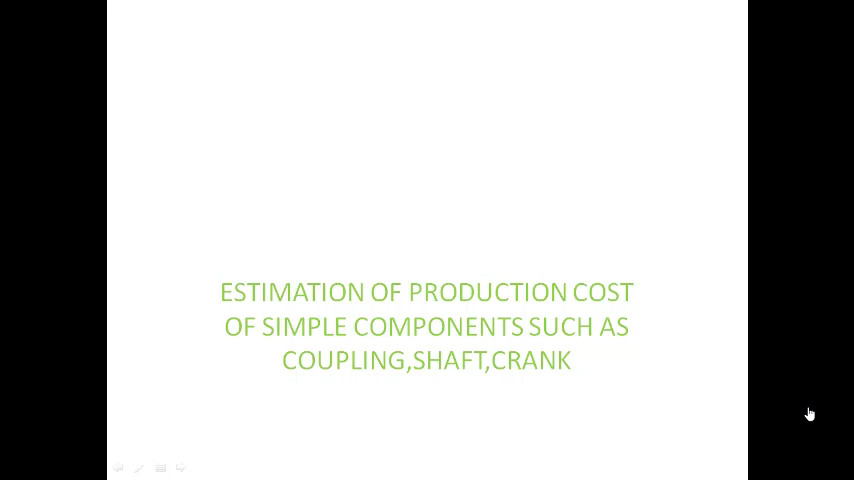 ESTIMATION OF PRODUCTION COST
OF SIMPLE COMPONENTS SUCH AS
COUPLING,SHAFT,CRANK